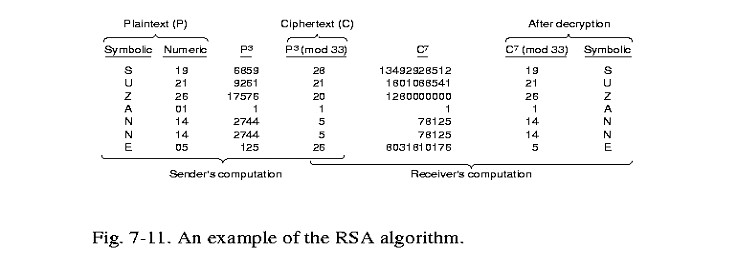 Plaintext (P) Ciphertext (C) After decryption
Symbolic Numeric P³ P³ (mod 33) C⁷ C⁷ (mod 33) Symbolic
S 19 6859 28 13492928512 19 S
U 21 9261 21 1801088541 21 U
Z 26 17576 20 1280000000 26 Z
A 01 1 1 1 1 A
N 14 2744 5 78125 14 N
N 14 2744 5 78125 14 N
E 05 125 26 8031810176 5 E
Sender's computation Receiver's computation
Fig. 7-11. An example of the RSA algorithm.